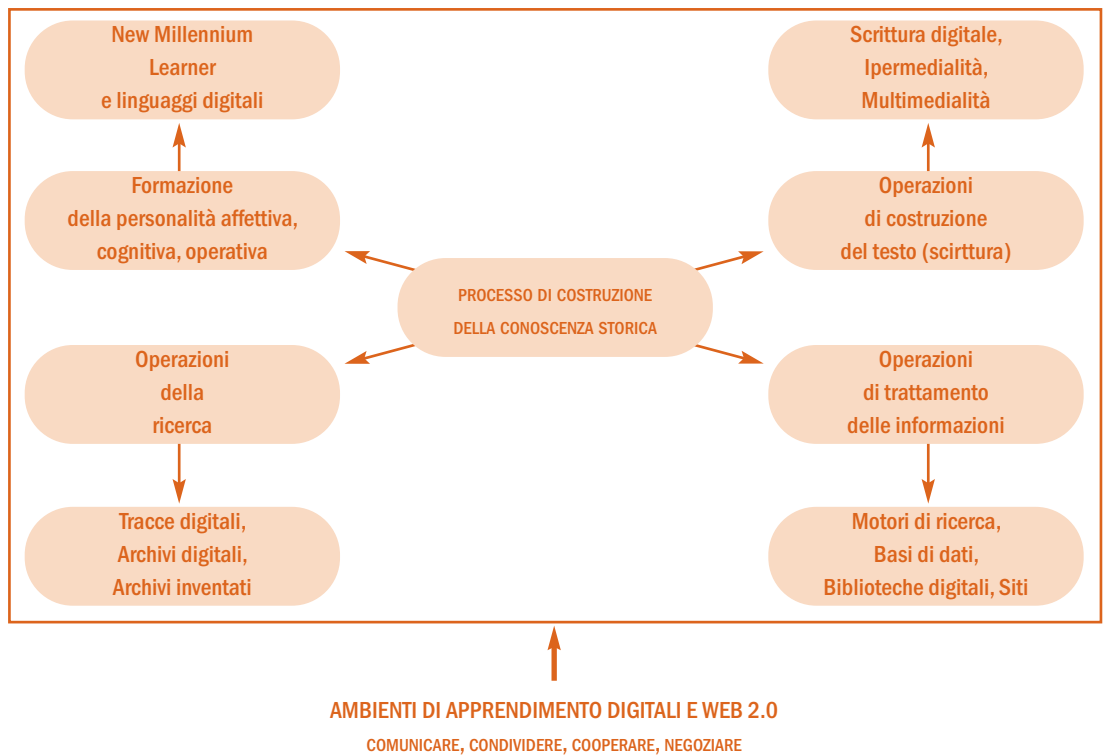 New Millennium
Learner
e linguaggi digitali
Scrittura digitale,
Ipermedialità,
Multimedialità
Formazione
della personalità affettiva,
cognitiva, operativa
Operazioni
di costruzione
del testo (scirttura)
PROCESSO DI COSTRUZIONE
DELLA CONOSCENZA STORICA
Operazioni
della
ricerca
Operazioni
di trattamento
delle informazioni
Tracce digitali,
Archivi digitali,
Archivi inventati
Motori di ricerca,
Basi di dati,
Biblioteche digitali, Siti
AMBIENTI DI APPRENDIMENTO DIGITALI E WEB 2.0
COMUNICARE, CONDIVIDERE, COOPERARE, NEGOZIARE